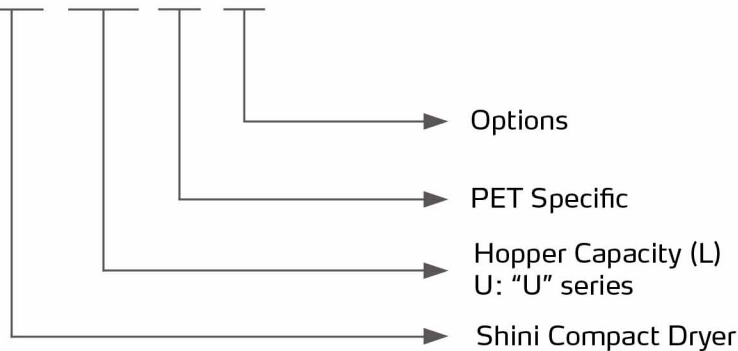 Options
PET Specific
Hopper Capacity (L)
U: “U” series
Shini Compact Dryer